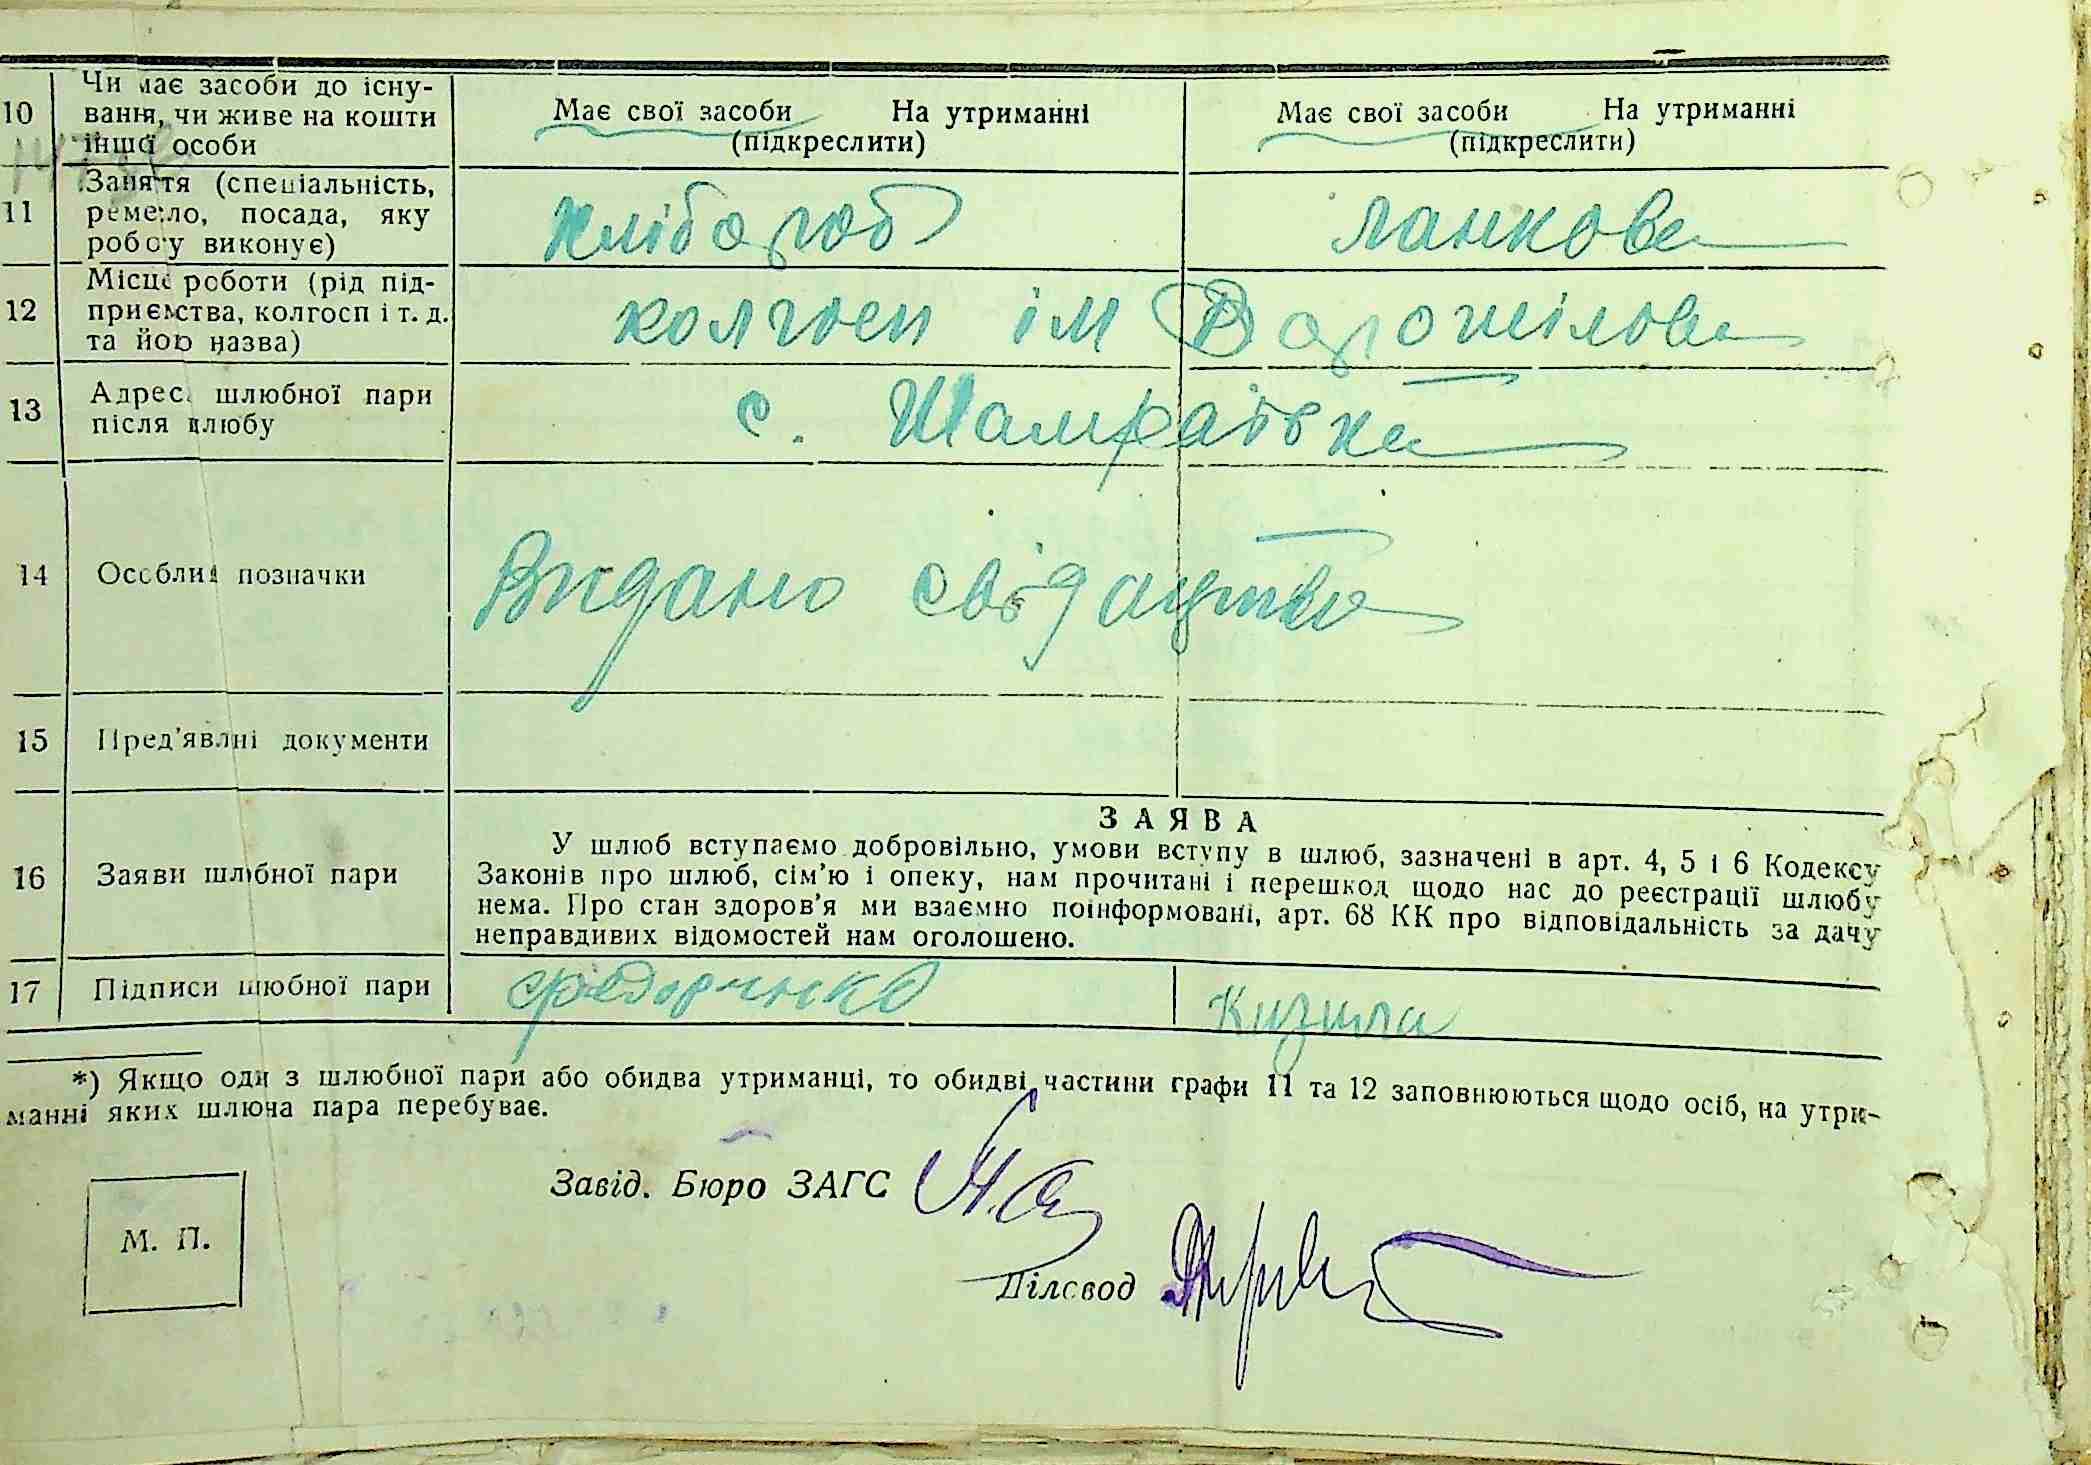 10 Чи має засоби до існу-
вання, чи живе на кошти
іншої особи
Має свої засоби На утриманні
(підкреслити)
Має свої засоби На утриманні
(підкреслити)
11 Заняття (спеціальність,
ремесло, посада, яку
роботу виконує)
хлібороб
ланкова
12 Місце роботи (рід під-
приємства, колгосп і т. д.
та його назва)
колгосп ім Ворошілова
13 Адреса шлюбної пари
після шлюбу
с. Шамраївка
14 Особливі позначки
Видано свідоцтво
15 Пред'явлені документи
16 Заяви шлюбної пари
ЗАЯВА
У шлюб вступаємо добровільно, умови вступу в шлюб, зазначені в арт. 4, 5 і 6 Кодексу
Законів про шлюб, сім'ю і опеку, нам прочитані і перешкод щодо нас до реєстрації шлюбу
нема. Про стан здоров'я ми взаємно поінформовані, арт. 68 КК про відповідальність за дачу
неправдивих відомостей нам оголошено.
17 Підписи шлюбної пари
Федорченко
Кизила
*) Якщо один з шлюбної пари або обидва утриманці, то обидві частини графи 11 та 12 заповнюються щодо осіб, на утри-
манні яких шлюбна пара перебуває.
Завід. Бюро ЗАГС
М. П.
Діловод